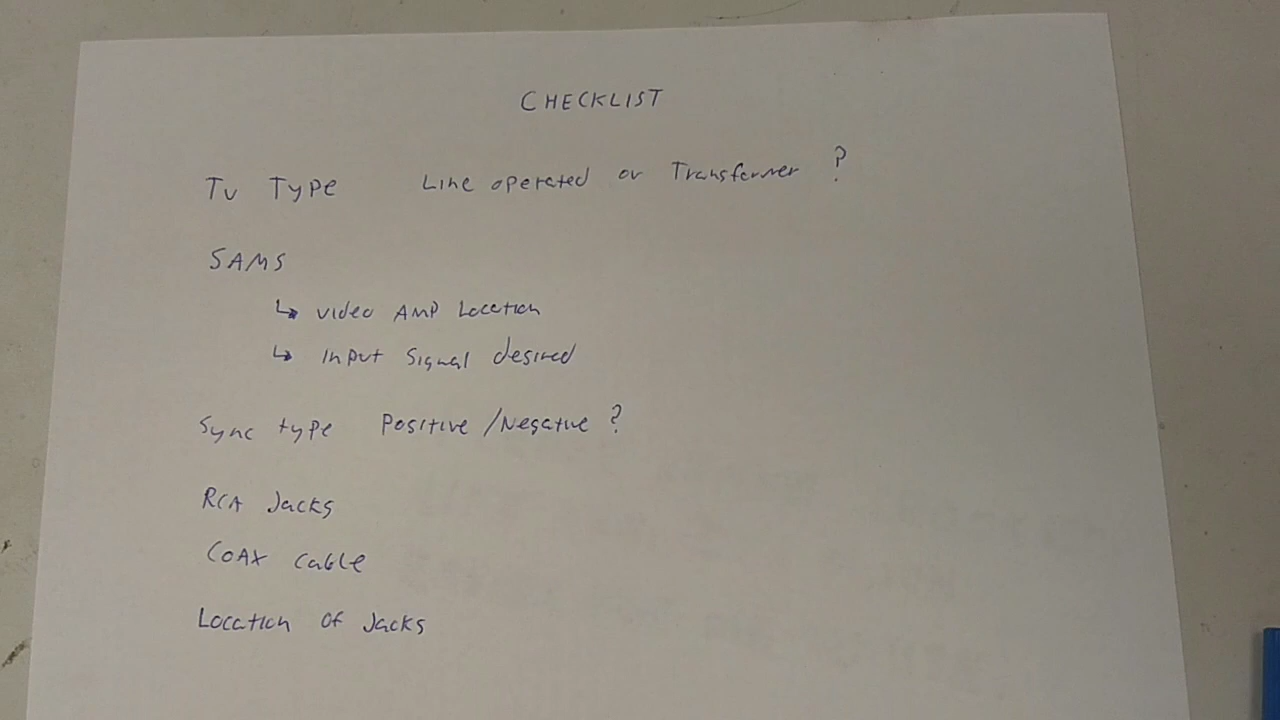 CHECKLIST
TV Type Line operated or Transformer ?
SAMS
↳ video AMP Location
↳ Input Signal desired
Sync type Positive/Negative ?
RCA Jacks
COAX Cable
Location of Jacks